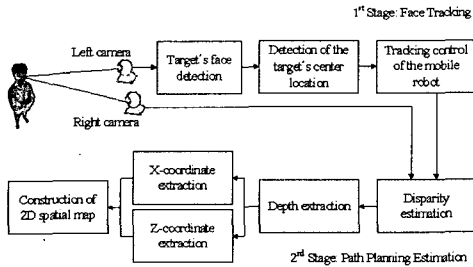 1st Stage: Face Tracking
Left camera
Target's face
detection
Detection of the
target's center
location
Tracking control
of the mobile
robot
Right camera
Construction of
2D spatial map
X-coordinate
extraction
Z-coordinate
extraction
Depth extraction
Disparity
estimation
2nd Stage: Path Planning Estimation